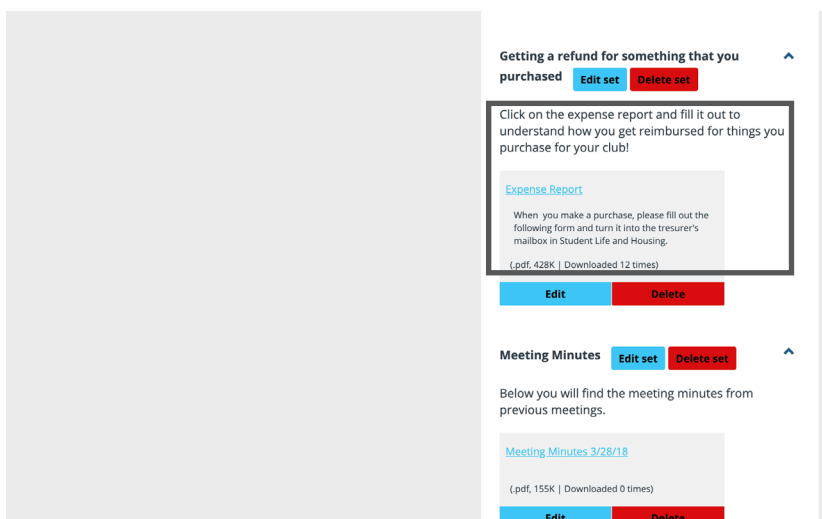 Getting a refund for something that you
purchased Edit set Delete set
Click on the expense report and fill it out to
understand how you get reimbursed for things you
purchase for your club!
Expense Report
When you make a purchase, please fill out the
following form and turn it into the tresurer's
mailbox in Student Life and Housing.
(.pdf, 428K | Downloaded 12 times)
Edit Delete
Meeting Minutes Edit set Delete set
Below you will find the meeting minutes from
previous meetings.
Meeting Minutes 3/28/18
(.pdf, 155K | Downloaded 0 times)
Edit Delete